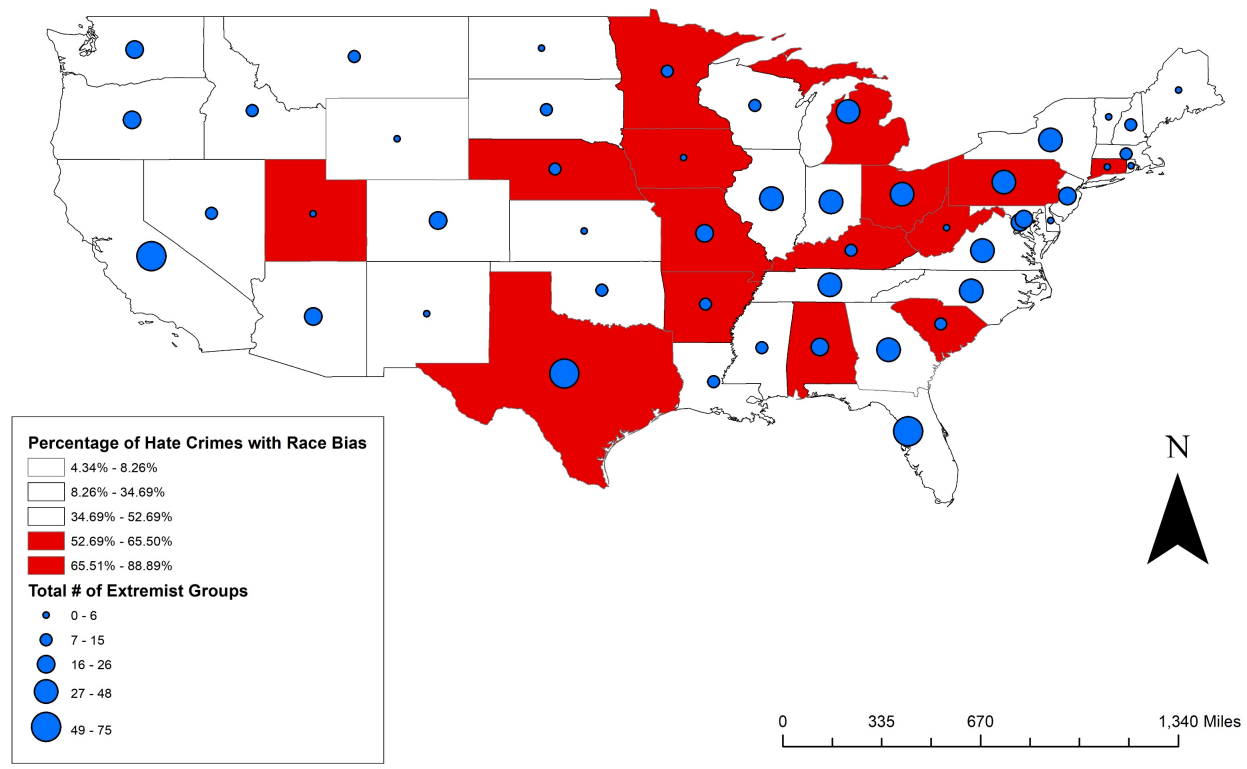 N
Percentage of Hate Crimes with Race Bias
4.34% - 8.26%
8.26% - 34.69%
34.69% - 52.69%
52.69% - 65.50%
65.51% - 88.89%
Total # of Extremist Groups
0 - 6
7 - 15
16 - 26
27 - 48
49 - 75
0 335 670 1,340 Miles